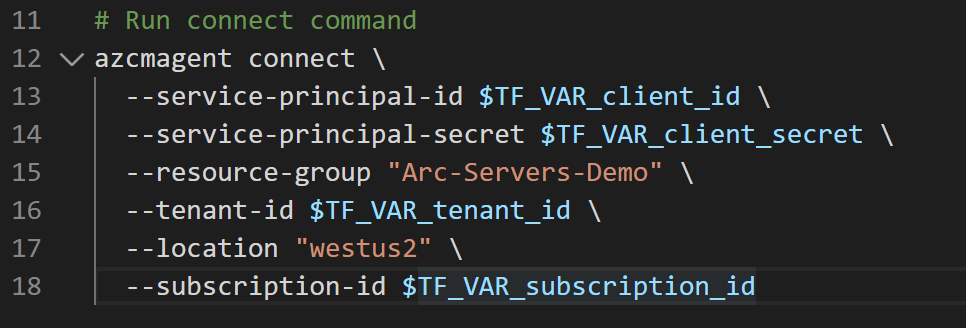 11 # Run connect command
12 azcmagent connect \
13 --service-principal-id $TF_VAR_client_id \
14 --service-principal-secret $TF_VAR_client_secret \
15 --resource-group "Arc-Servers-Demo" \
16 --tenant-id $TF_VAR_tenant_id \
17 --location "westus2" \
18 --subscription-id $TF_VAR_subscription_id